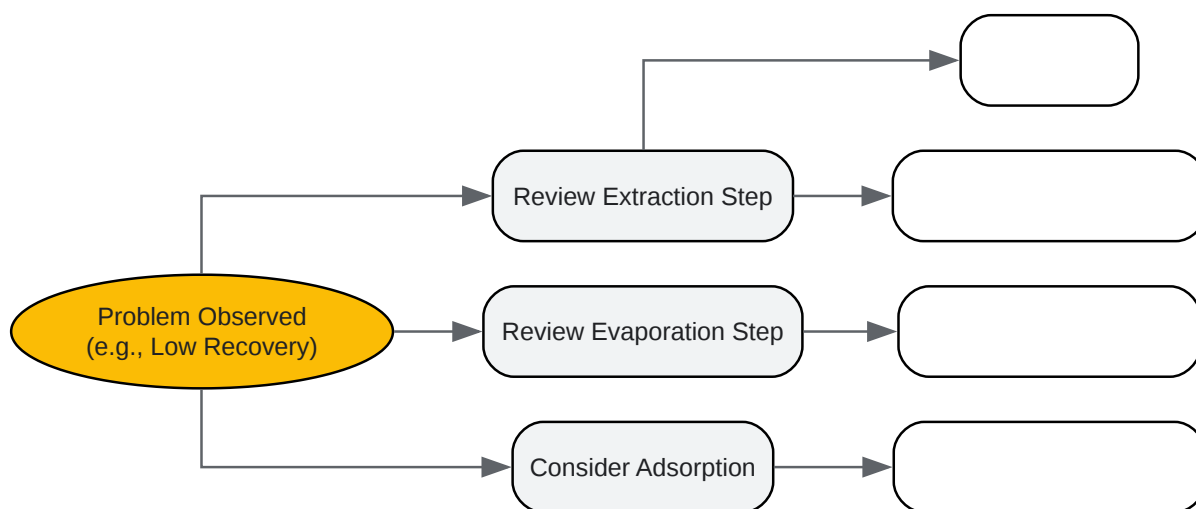 Review Extraction Step
Problem Observed
(e.g., Low Recovery)
Review Evaporation Step
Consider Adsorption